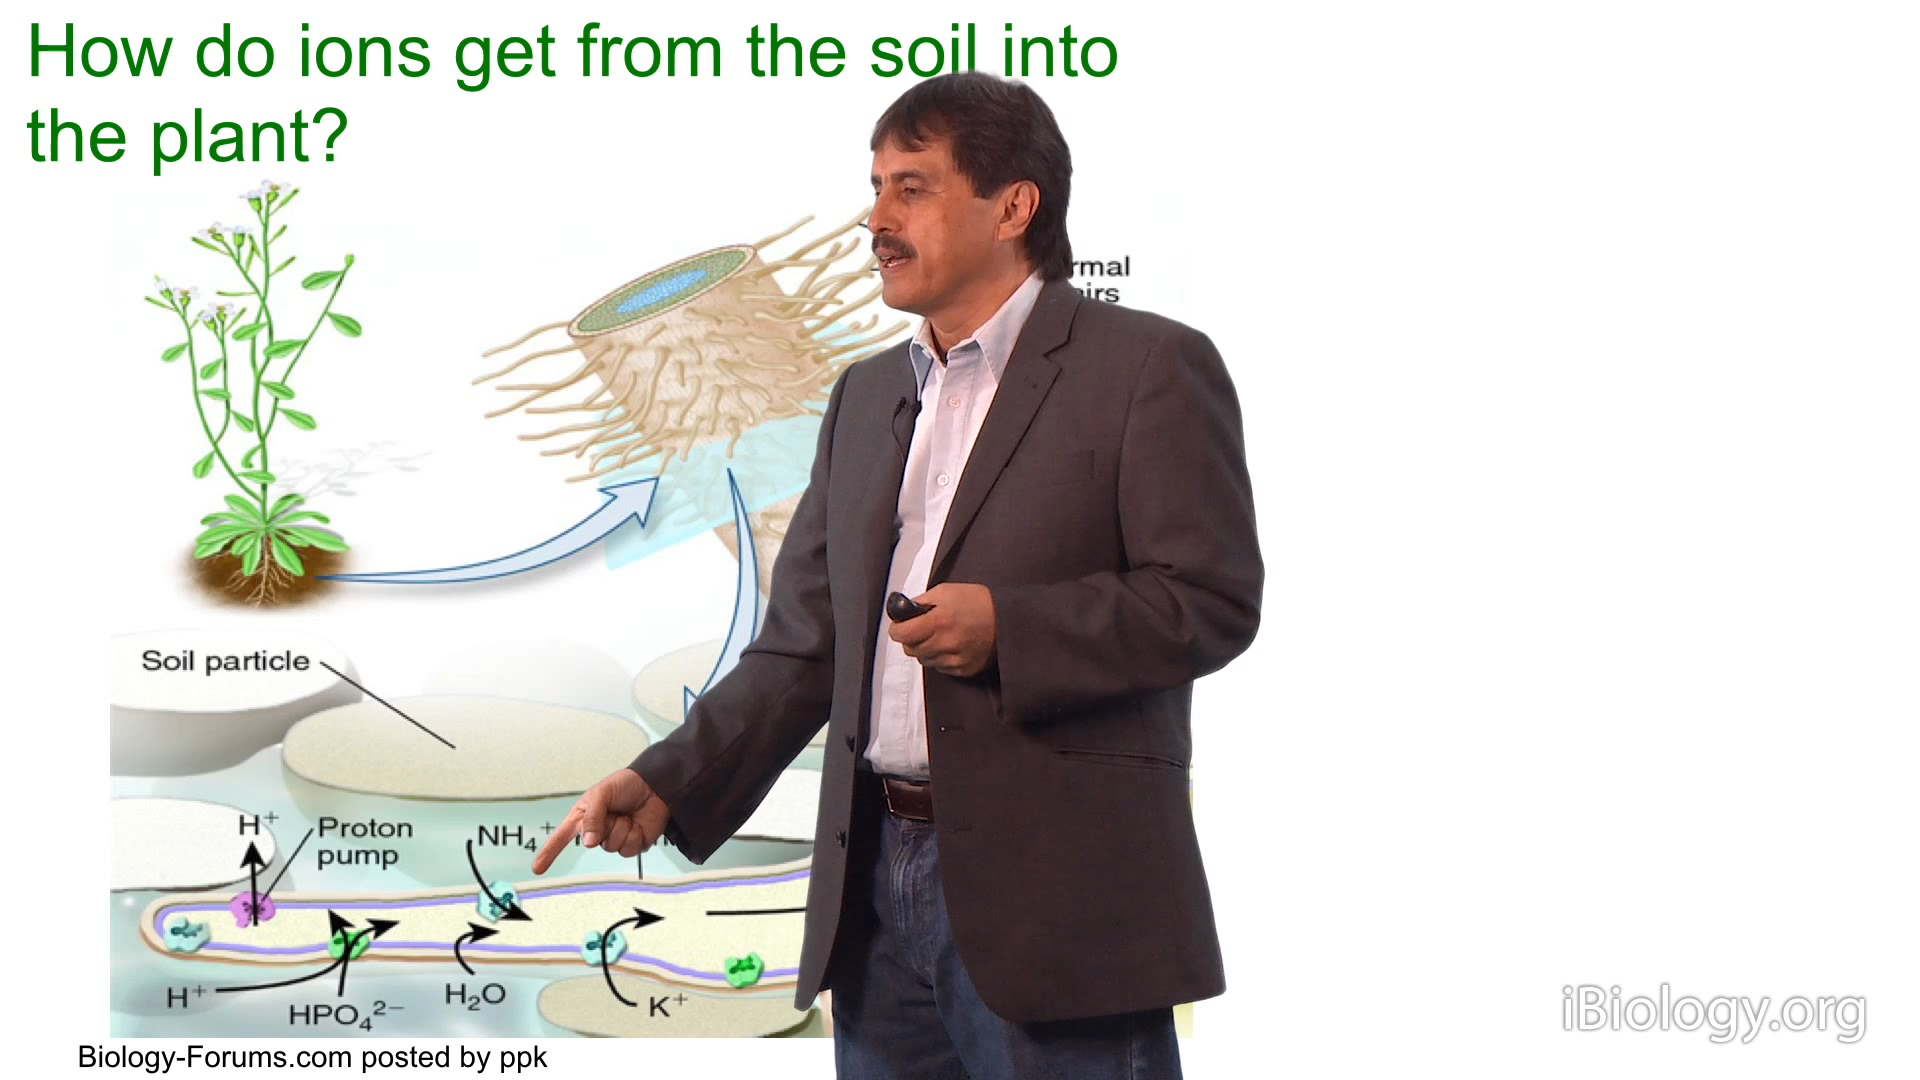 How do ions get from the soil into
the plant?
Soil particle
H⁺
Proton
pump
NH₄⁺
H⁺
HPO₄²⁻
H₂O
K⁺
Biology-Forums.com posted by ppk
iBiology.org